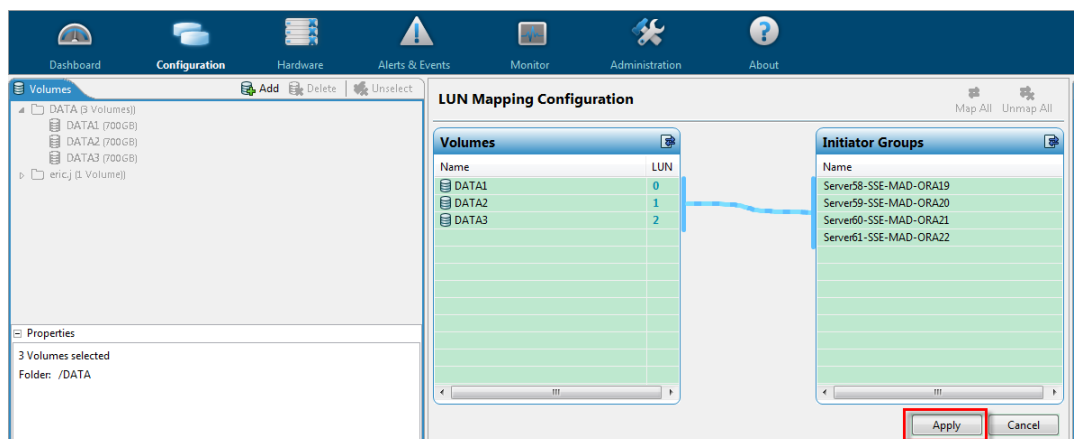 Dashboard Configuration Hardware Alerts & Events Monitor Administration About
Volumes Add Delete Unselect
DATA (3 Volumes))
DATA1 (700GB)
DATA2 (700GB)
DATA3 (700GB)
eric.j (1 Volume))
Properties
3 Volumes selected
Folder: /DATA
LUN Mapping Configuration
Map All Unmap All
Volumes
Name LUN
DATA1 0
DATA2 1
DATA3 2
Initiator Groups
Name
Server58-SSE-MAD-ORA19
Server59-SSE-MAD-ORA20
Server60-SSE-MAD-ORA21
Server61-SSE-MAD-ORA22
Apply Cancel